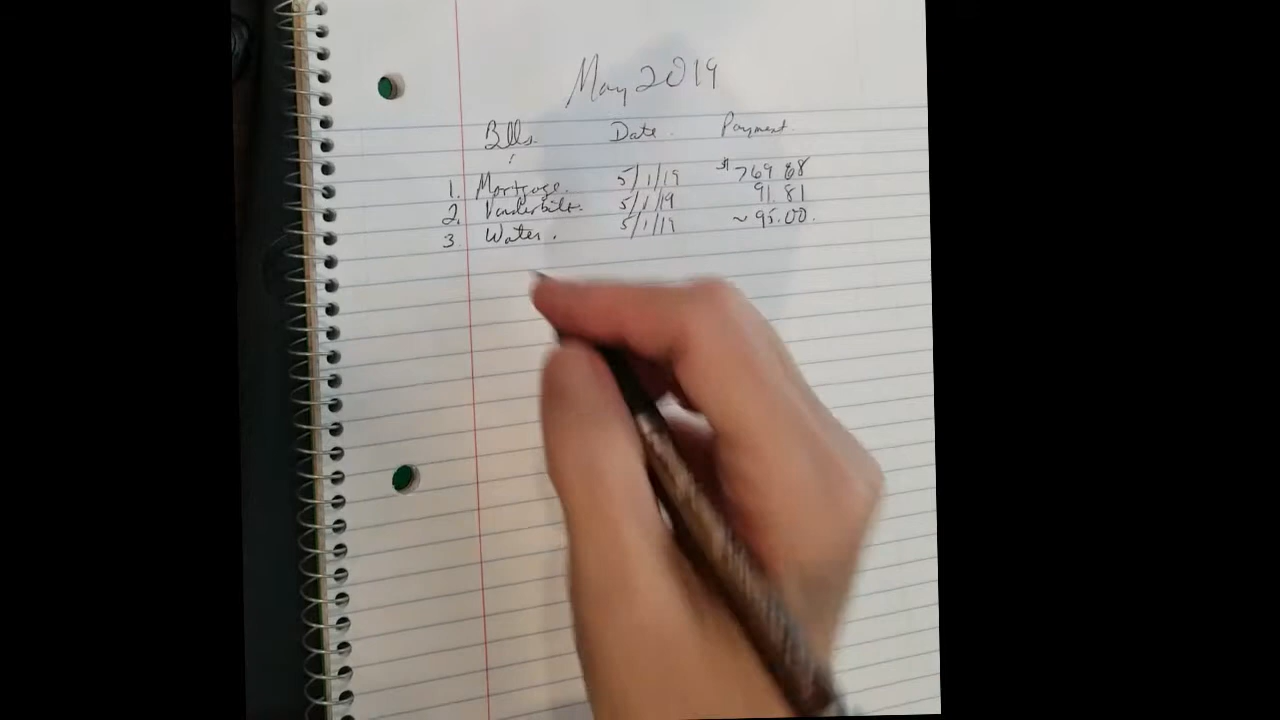 May 2019
Bills. Date. Payment.
1. Mortgage. 5/1/19 $769 88
2. Vanderbilt. 5/1/19 91.81
3. Water. 5/1/19 ~95.00.